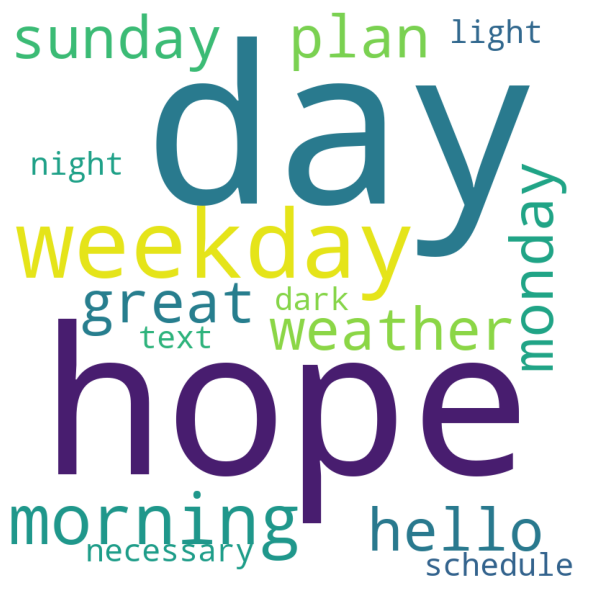 sunday plan light
day
night
weekday
monday
great dark
text weather
hope
morning hello
necessary schedule